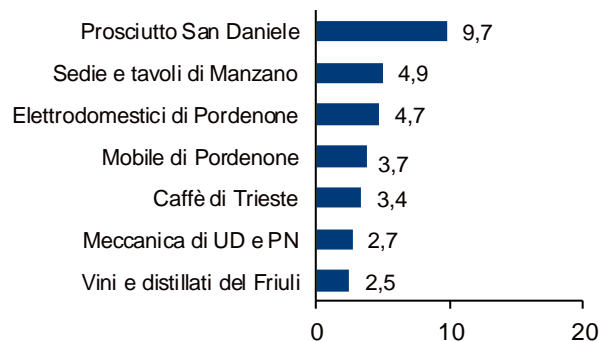 Prosciutto San Daniele 9,7
Sedie e tavoli di Manzano 4,9
Elettrodomestici di Pordenone 4,7
Mobile di Pordenone 3,7
Caffè di Trieste 3,4
Meccanica di UD e PN 2,7
Vini e distillati del Friuli 2,5
0 10 20